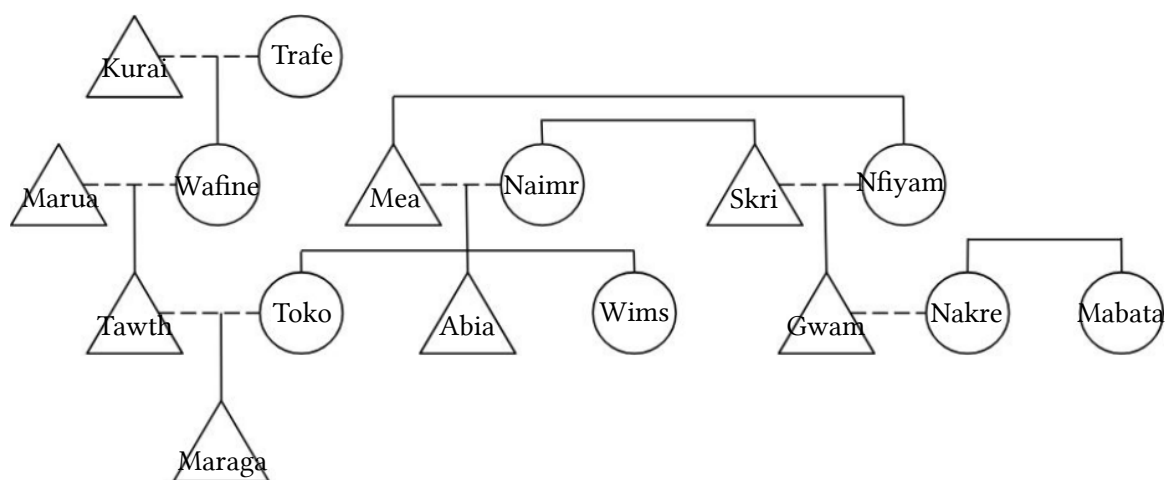 Kurai Trafe
Marua Wafine Mea Naimr Skri Nfiyam
Tawth Toko Abia Wims Gwam Nakre Mabata
Maraga